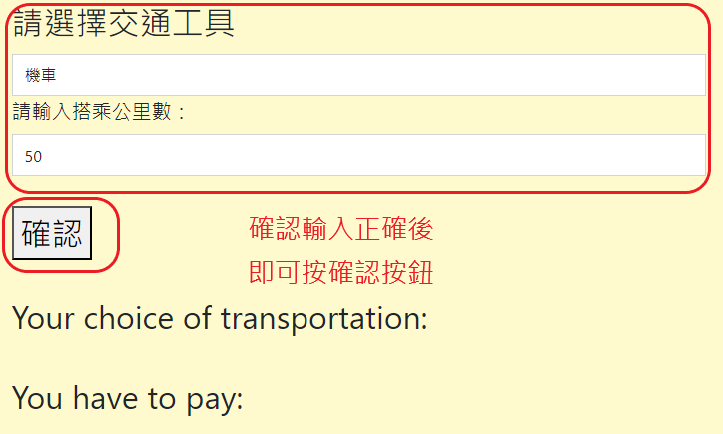 請選擇交通工具
機車
請輸入搭乘公里數：
50
確認
確認輸入正確後
即可按確認按鈕
Your choice of transportation:
You have to pay: